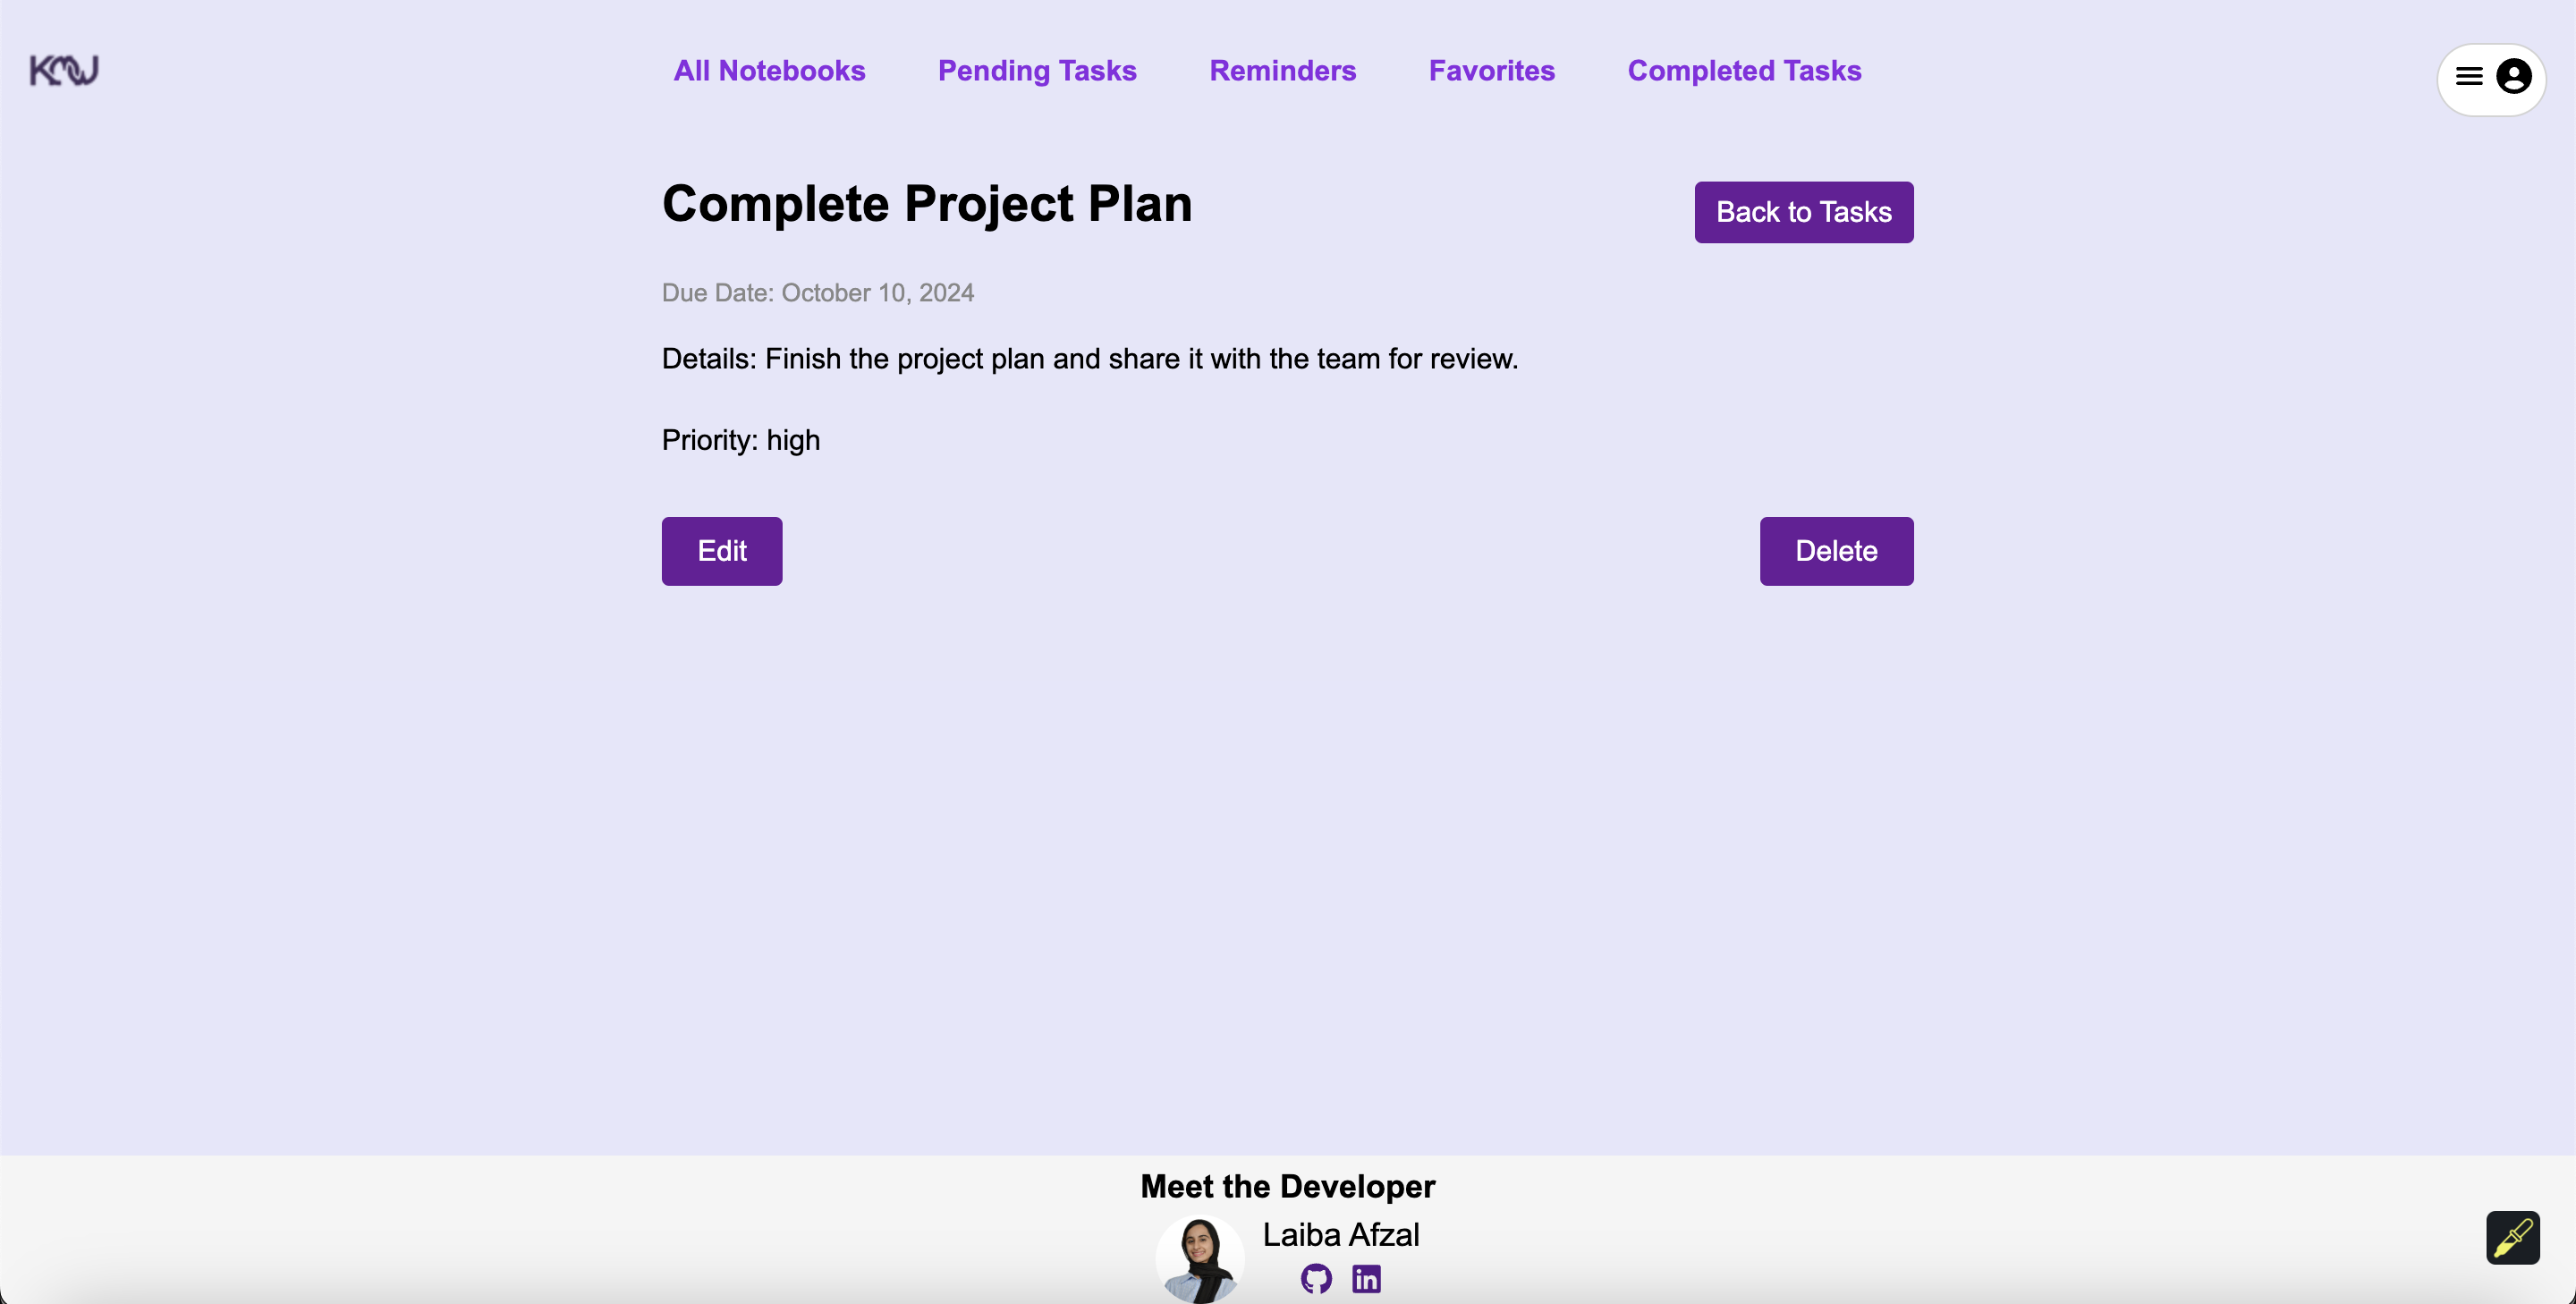 All Notebooks Pending Tasks Reminders Favorites Completed Tasks
Complete Project Plan
Back to Tasks
Due Date: October 10, 2024
Details: Finish the project plan and share it with the team for review.
Priority: high
Edit
Delete
Meet the Developer
Laiba Afzal
in